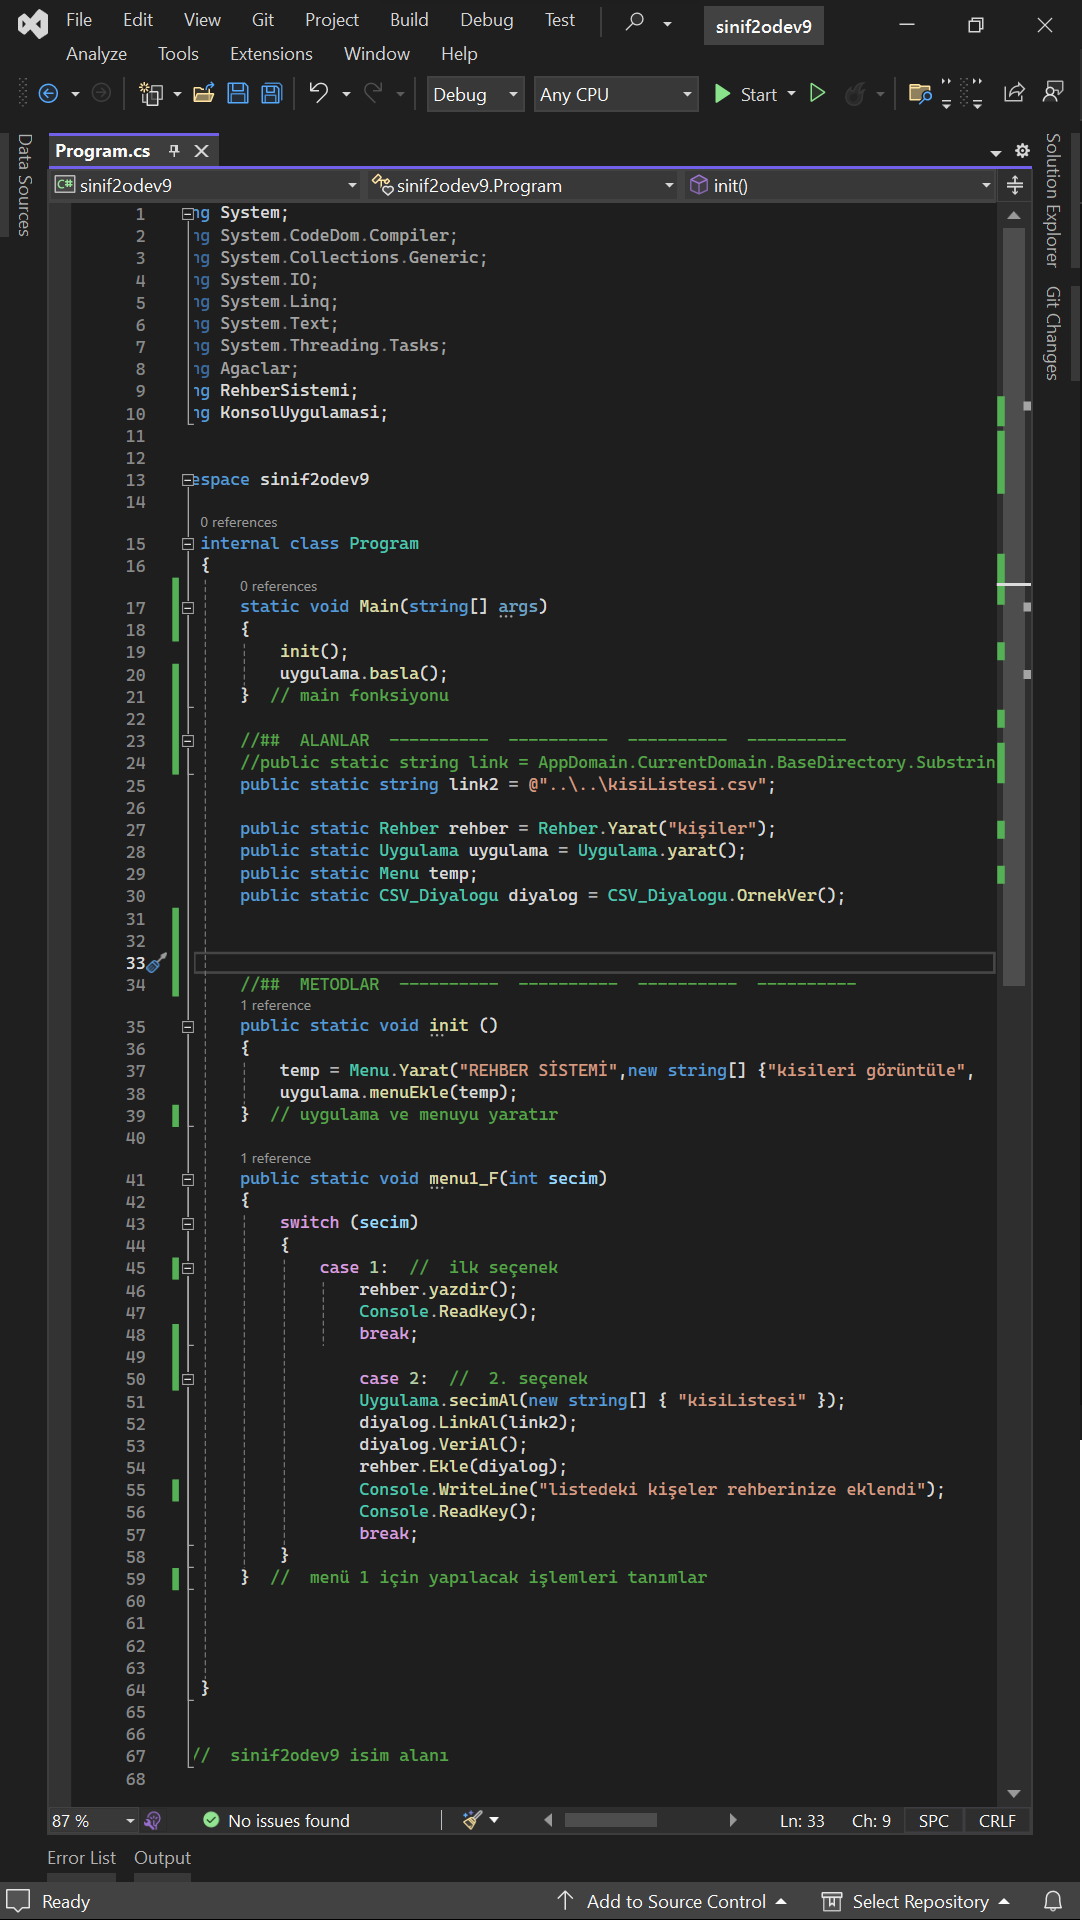 File Edit View Git Project Build Debug Test sinif2odev9
Analyze Tools Extensions Window Help
Debug Any CPU Start
Data Sources
Program.cs
Solution Explorer
Git Changes
C# sinif2odev9 sinif2odev9.Program init()
1 ng System;
2 ng System.CodeDom.Compiler;
3 ng System.Collections.Generic;
4 ng System.IO;
5 ng System.Linq;
6 ng System.Text;
7 ng System.Threading.Tasks;
8 ng Agaclar;
9 ng RehberSistemi;
10 ng KonsolUygulamasi;
11
12
13 espace sinif2odev9
14
0 references
15 internal class Program
16 {
0 references
17 static void Main(string[] args)
18 {
19 init();
20 uygulama.basla();
21 } // main fonksiyonu
22
23 //## ALANLAR ---------- ---------- ---------- ----------
24 //public static string link = AppDomain.CurrentDomain.BaseDirectory.Substrin
25 public static string link2 = @"..\..\kisiListesi.csv";
26
27 public static Rehber rehber = Rehber.Yarat("kişiler");
28 public static Uygulama uygulama = Uygulama.yarat();
29 public static Menu temp;
30 public static CSV_Diyalogu diyalog = CSV_Diyalogu.OrnekVer();
31
32
33
34 //## METODLAR ---------- ---------- ---------- ----------
1 reference
35 public static void init ()
36 {
37 temp = Menu.Yarat("REHBER SİSTEMİ",new string[] {"kisileri görüntüle",
38 uygulama.menuEkle(temp);
39 } // uygulama ve menuyu yaratır
40
1 reference
41 public static void menu1_F(int secim)
42 {
43 switch (secim)
44 {
45 case 1: // ilk seçenek
46 rehber.yazdir();
47 Console.ReadKey();
48 break;
49
50 case 2: // 2. seçenek
51 Uygulama.secimAl(new string[] { "kisiListesi" });
52 diyalog.LinkAl(link2);
53 diyalog.VeriAl();
54 rehber.Ekle(diyalog);
55 Console.WriteLine("listedeki kişeler rehberinize eklendi");
56 Console.ReadKey();
57 break;
58 }
59 } // menü 1 için yapılacak işlemleri tanımlar
60
61
62
63
64 }
65
66
67 // sinif2odev9 isim alanı
68
87 % No issues found Ln: 33 Ch: 9 SPC CRLF
Error List Output
Ready Add to Source Control Select Repository